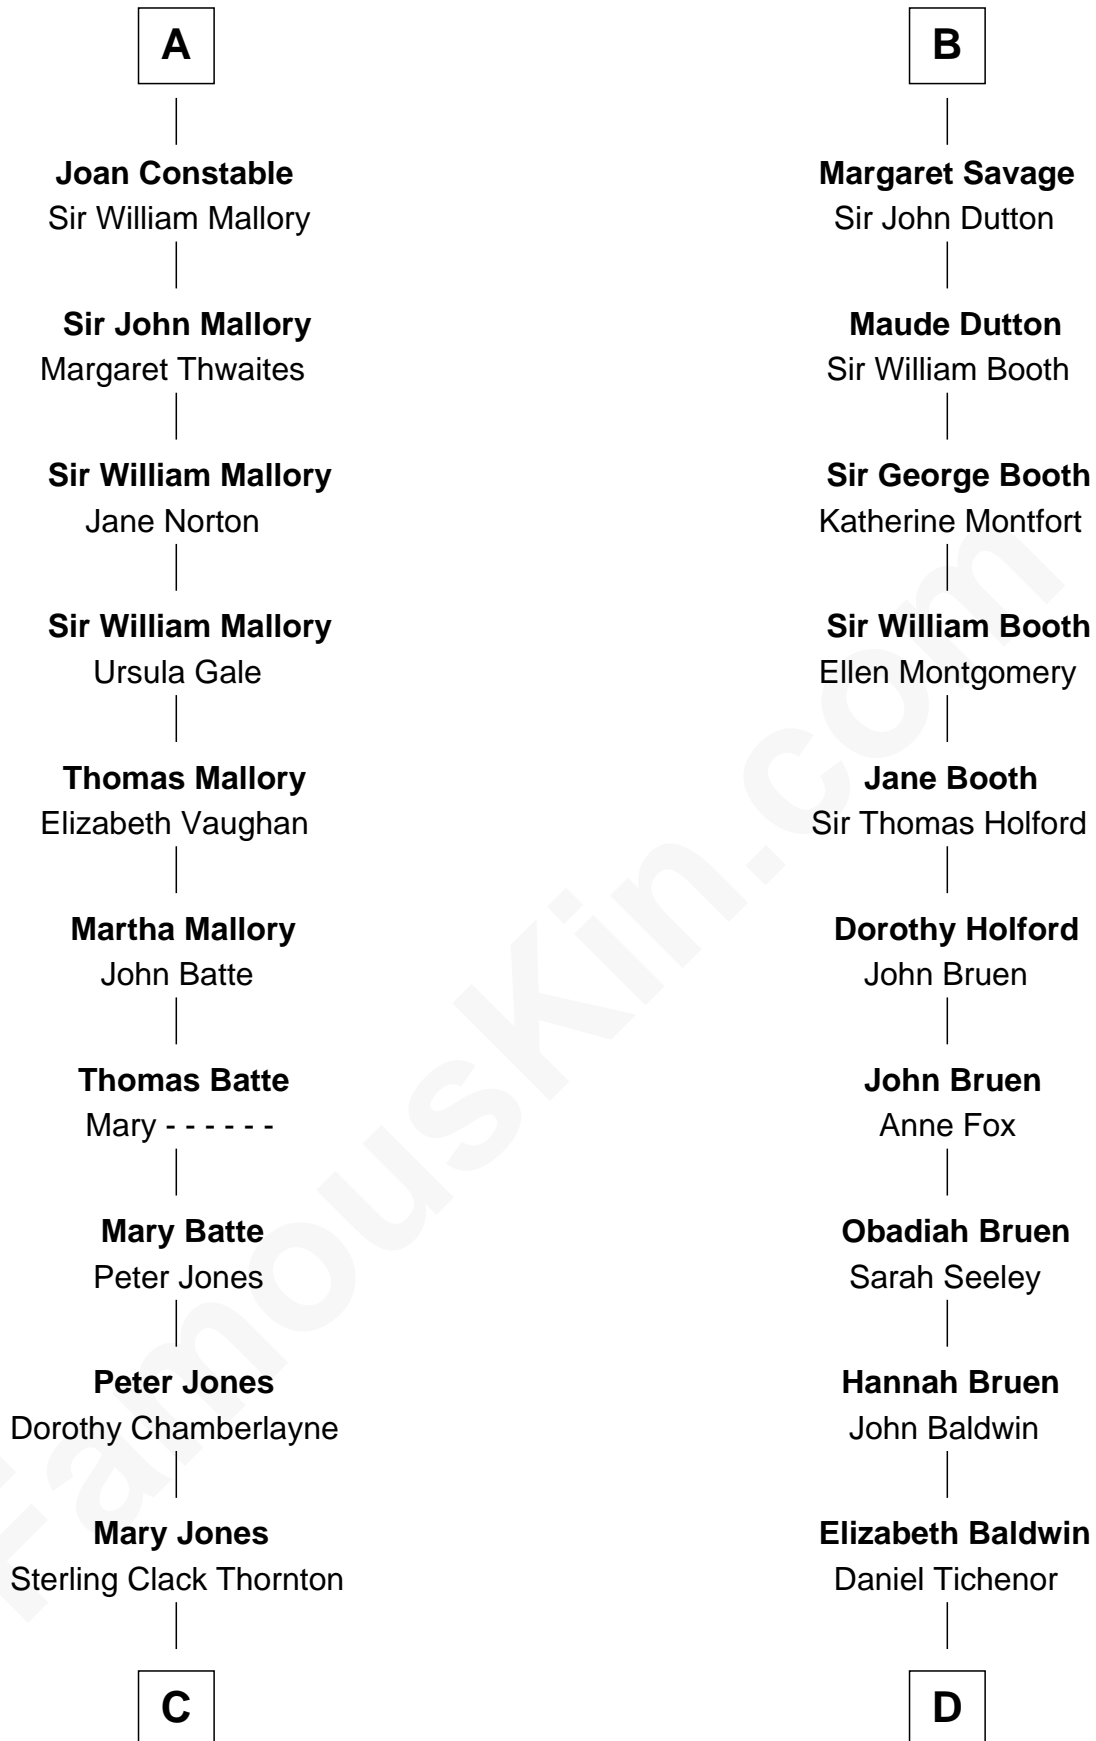 A
Joan Constable
Sir William Mallory
Sir John Mallory
Margaret Thwaites
Sir William Mallory
Jane Norton
Sir William Mallory
Ursula Gale
Thomas Mallory
Elizabeth Vaughan
Martha Mallory
John Batte
Thomas Batte
Mary - - - - - -
Mary Batte
Peter Jones
Peter Jones
Dorothy Chamberlayne
Mary Jones
Sterling Clack Thornton
C
B
Margaret Savage
Sir John Dutton
Maude Dutton
Sir William Booth
Sir George Booth
Katherine Montfort
Sir William Booth
Ellen Montgomery
Jane Booth
Sir Thomas Holford
Dorothy Holford
John Bruen
John Bruen
Anne Fox
Obadiah Bruen
Sarah Seeley
Hannah Bruen
John Baldwin
Elizabeth Baldwin
Daniel Tichenor
D
FamousKin.com